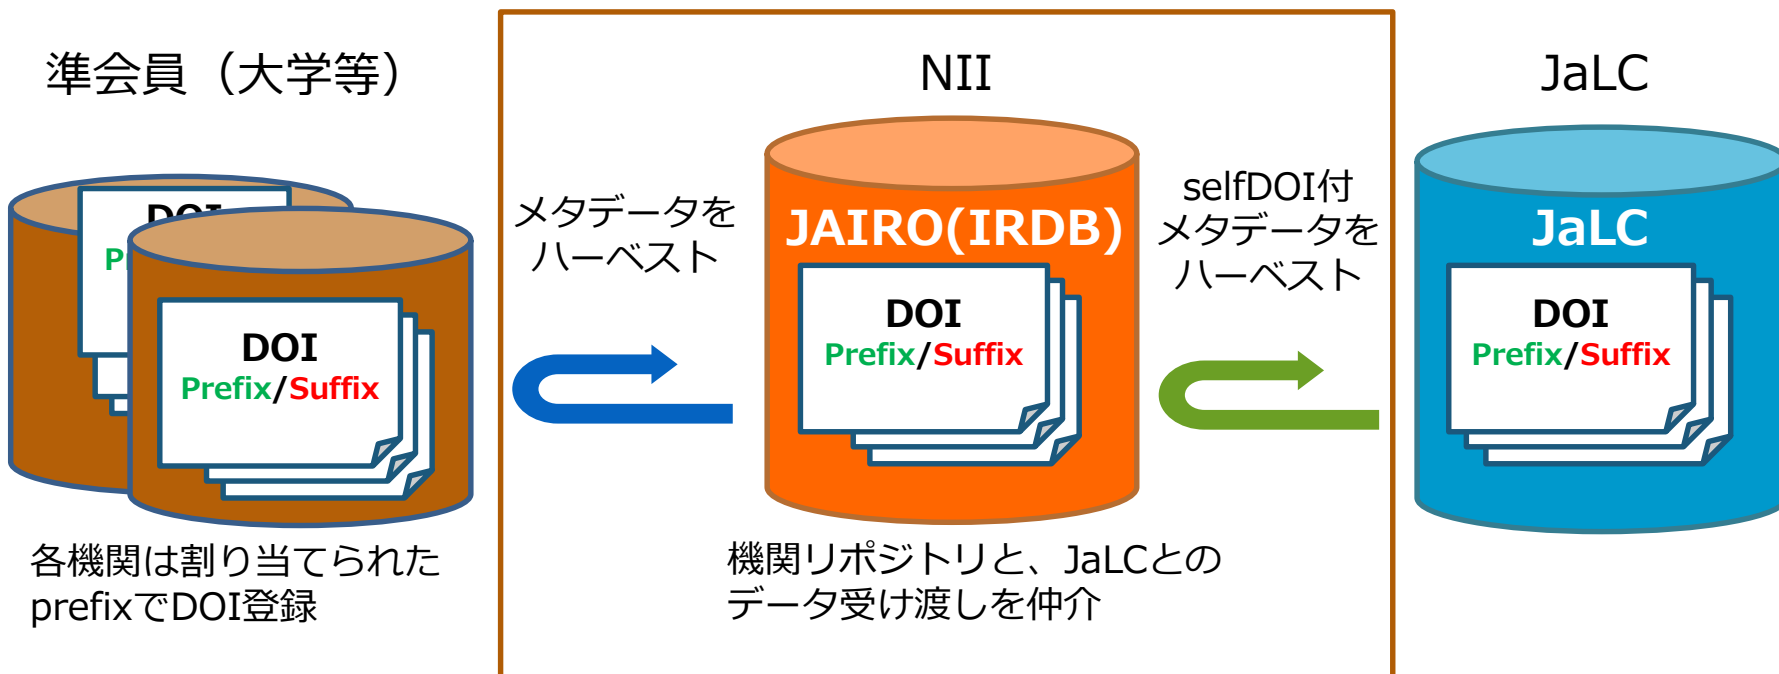 準会員（大学等）
DOI
P
DOI
Prefix/Suffix
各機関は割り当てられた
prefixでDOI登録
メタデータを
ハーベスト
NII
JAIRO(IRDB)
DOI
Prefix/Suffix
機関リポジトリと、JaLCとの
データ受け渡しを仲介
selfDOI付
メタデータを
ハーベスト
JaLC
JaLC
DOI
Prefix/Suffix